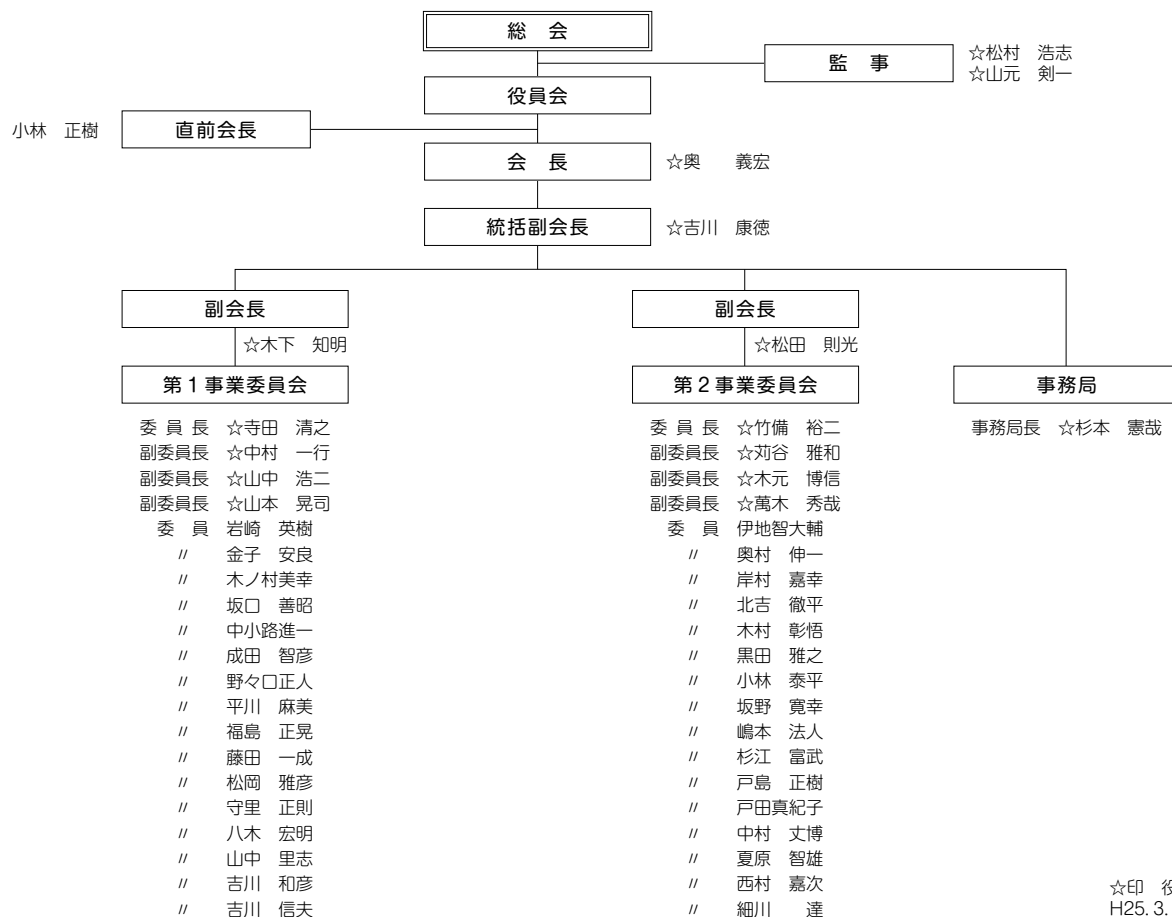 総　会
監　事
☆松村　浩志
☆山元　剣一
役員会
小林　正樹
直前会長
会　長
☆奥　　義宏
統括副会長
☆吉川　康徳
副会長
☆木下　知明
第１事業委員会
委 員 長　☆寺田　清之
副委員長　☆中村　一行
副委員長　☆山中　浩二
副委員長　☆山本　晃司
委　員　岩崎　英樹
〃　金子　安良
〃　木ノ村美幸
〃　坂口　善昭
〃　中小路進一
〃　成田　智彦
〃　野々口正人
〃　平川　麻美
〃　福島　正晃
〃　藤田　一成
〃　松岡　雅彦
〃　守里　正則
〃　八木　宏明
〃　山中　里志
〃　吉川　和彦
〃　吉川　信夫
副会長
☆松田　則光
第２事業委員会
委 員 長　☆竹備　裕二
副委員長　☆苅谷　雅和
副委員長　☆木元　博信
副委員長　☆萬木　秀哉
委　員　伊地智大輔
〃　奥村　伸一
〃　岸村　嘉幸
〃　北吉　徹平
〃　木村　彰悟
〃　黒田　雅之
〃　小林　泰平
〃　坂野　寛幸
〃　嶋本　法人
〃　杉江　富武
〃　戸島　正樹
〃　戸田真紀子
〃　中村　丈博
〃　夏原　智雄
〃　西村　嘉次
〃　細川　　達
事務局
事務局長　☆杉本　憲哉
☆印　役
H25. 3.